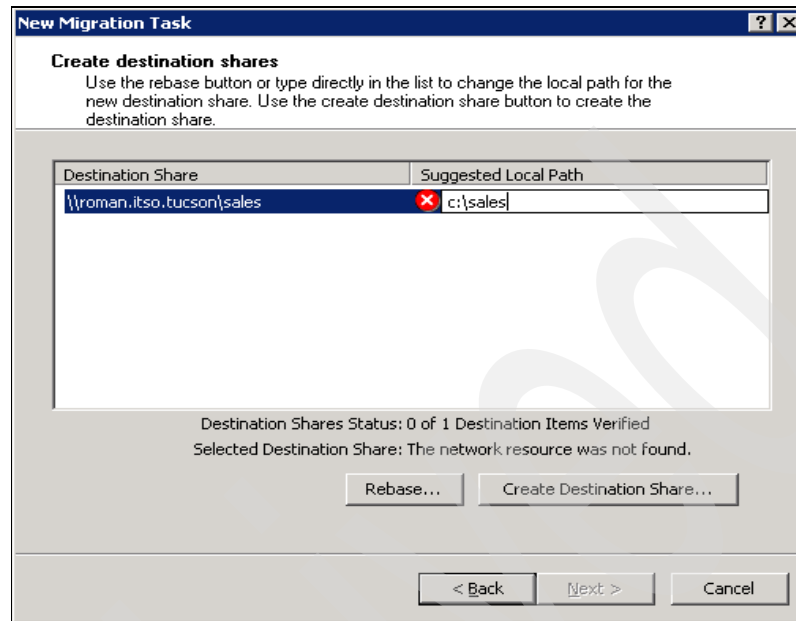 New Migration Task
Create destination shares
Use the rebase button or type directly in the list to change the local path for the
new destination share. Use the create destination share button to create the
destination share.
Destination Share Suggested Local Path
\\roman.itso.tucson\sales c:\sales
Destination Shares Status: 0 of 1 Destination Items Verified
Selected Destination Share: The network resource was not found.
Rebase... Create Destination Share...
< Back Next > Cancel